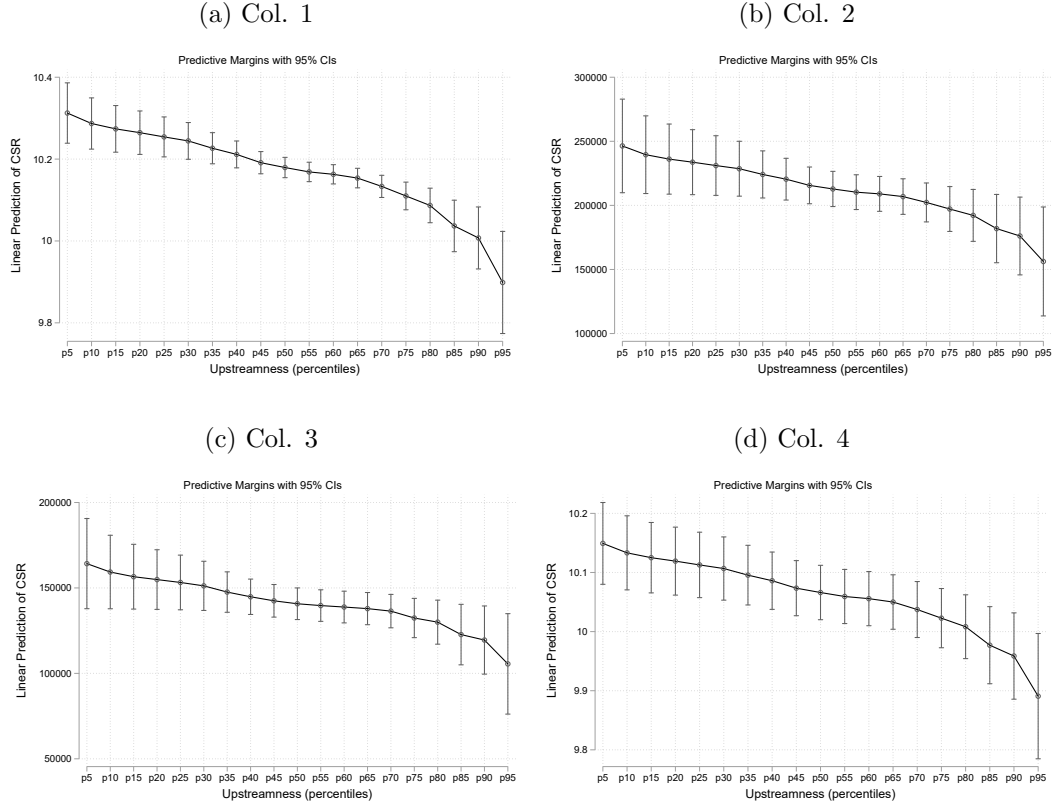 (a) Col. 1
Predictive Margins with 95% CIs
Linear Prediction of CSR
10.4
10.2
10
9.8
p5 p10 p15 p20 p25 p30 p35 p40 p45 p50 p55 p60 p65 p70 p75 p80 p85 p90 p95
Upstreamness (percentiles)
(b) Col. 2
Predictive Margins with 95% CIs
Linear Prediction of CSR
300000
250000
200000
150000
100000
p5 p10 p15 p20 p25 p30 p35 p40 p45 p50 p55 p60 p65 p70 p75 p80 p85 p90 p95
Upstreamness (percentiles)
(c) Col. 3
Predictive Margins with 95% CIs
Linear Prediction of CSR
200000
150000
100000
50000
p5 p10 p15 p20 p25 p30 p35 p40 p45 p50 p55 p60 p65 p70 p75 p80 p85 p90 p95
Upstreamness (percentiles)
(d) Col. 4
Predictive Margins with 95% CIs
Linear Prediction of CSR
10.2
10.1
10
9.9
9.8
p5 p10 p15 p20 p25 p30 p35 p40 p45 p50 p55 p60 p65 p70 p75 p80 p85 p90 p95
Upstreamness (percentiles)